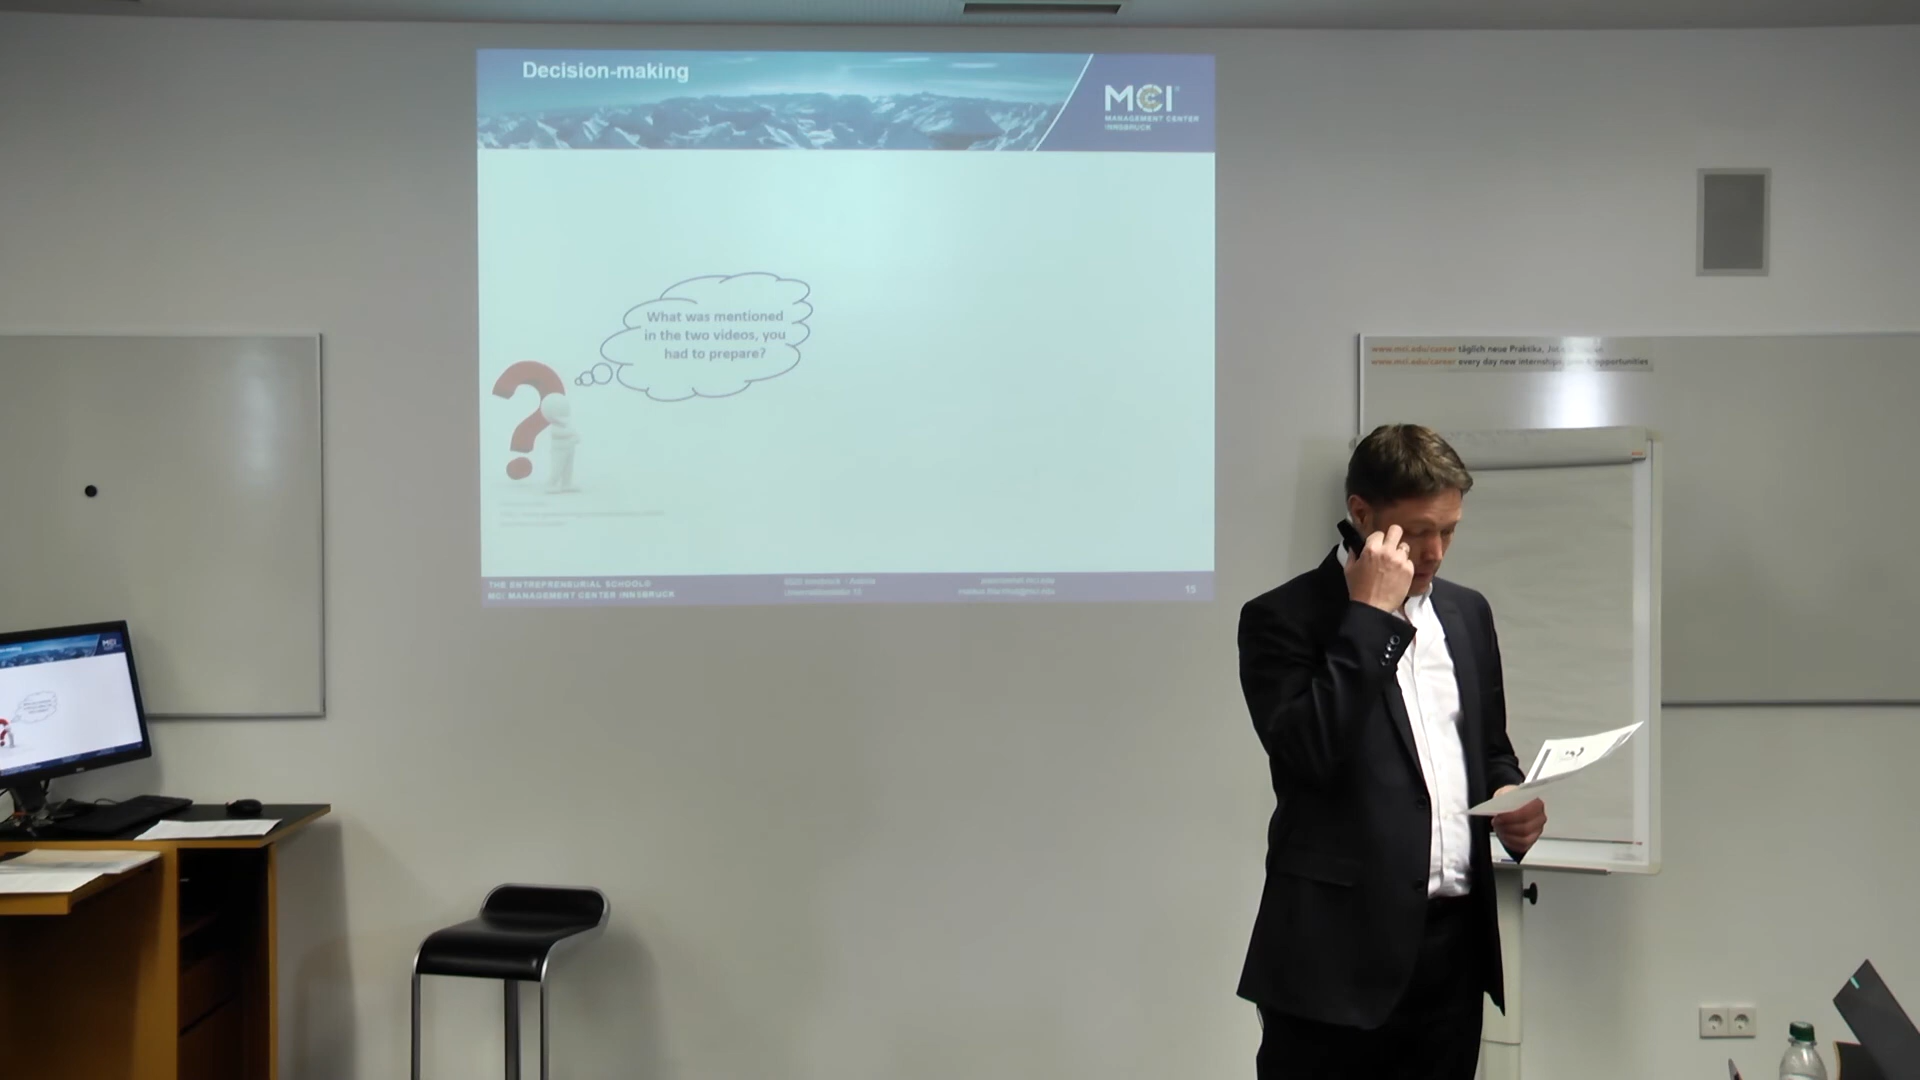 Decision-making
MCI
MANAGEMENT CENTER
INNSBRUCK
What was mentioned
in the two videos, you
had to prepare?
THE ENTREPRENEURIAL SCHOOL®
MCI MANAGEMENT CENTER INNSBRUCK
15
www.mci.edu/career täglich neue Praktika,
www.mci.edu/career every day new internships, opportunities